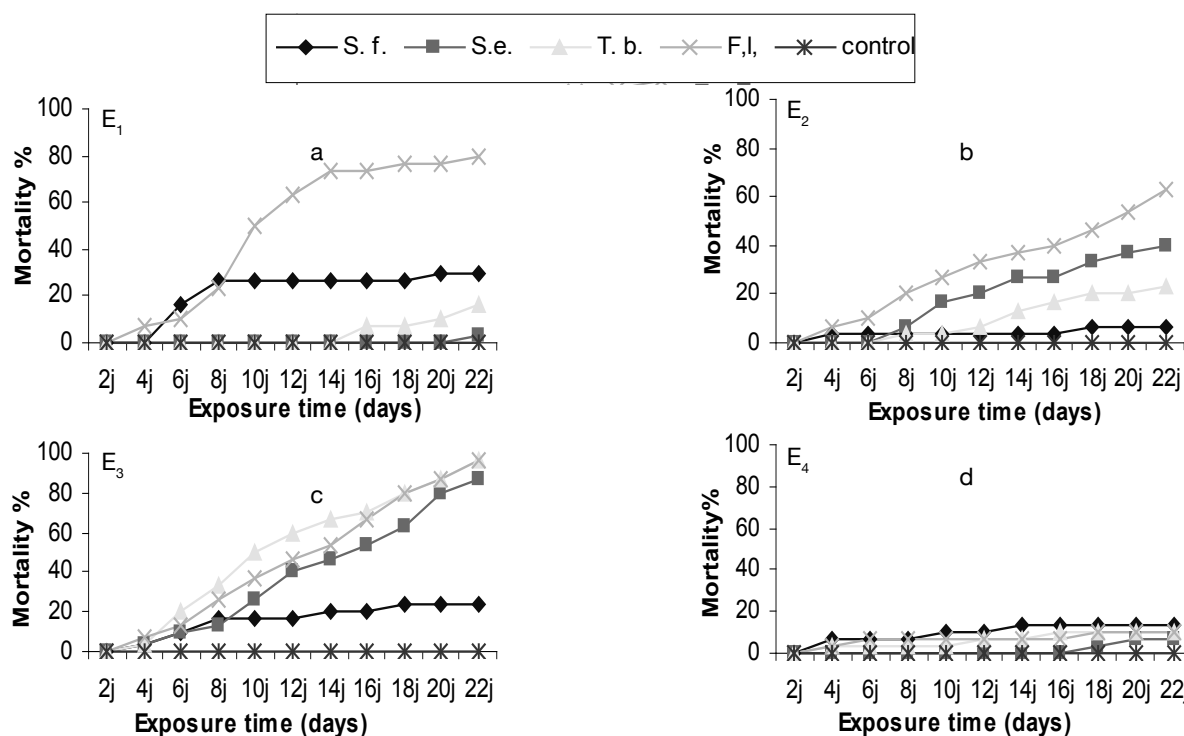 S. f. S.e. T. b. F,l, control
100
80
60
40
20
0
E1
a
Mortality %
2j 4j 6j 8j 10j 12j 14j 16j 18j 20j 22j
Exposure time (days)
100
80
60
40
20
0
E2
b
Mortality %
2j 4j 6j 8j 10j 12j 14j 16j 18j 20j 22j
Exposure time (days)
100
80
60
40
20
0
E3
c
Mortality %
2j 4j 6j 8j 10j 12j 14j 16j 18j 20j 22j
Exposure time (days)
100
80
60
40
20
0
E4
d
Mortality%
2j 4j 6j 8j 10j 12j 14j 16j 18j 20j 22j
Exposure time (days)